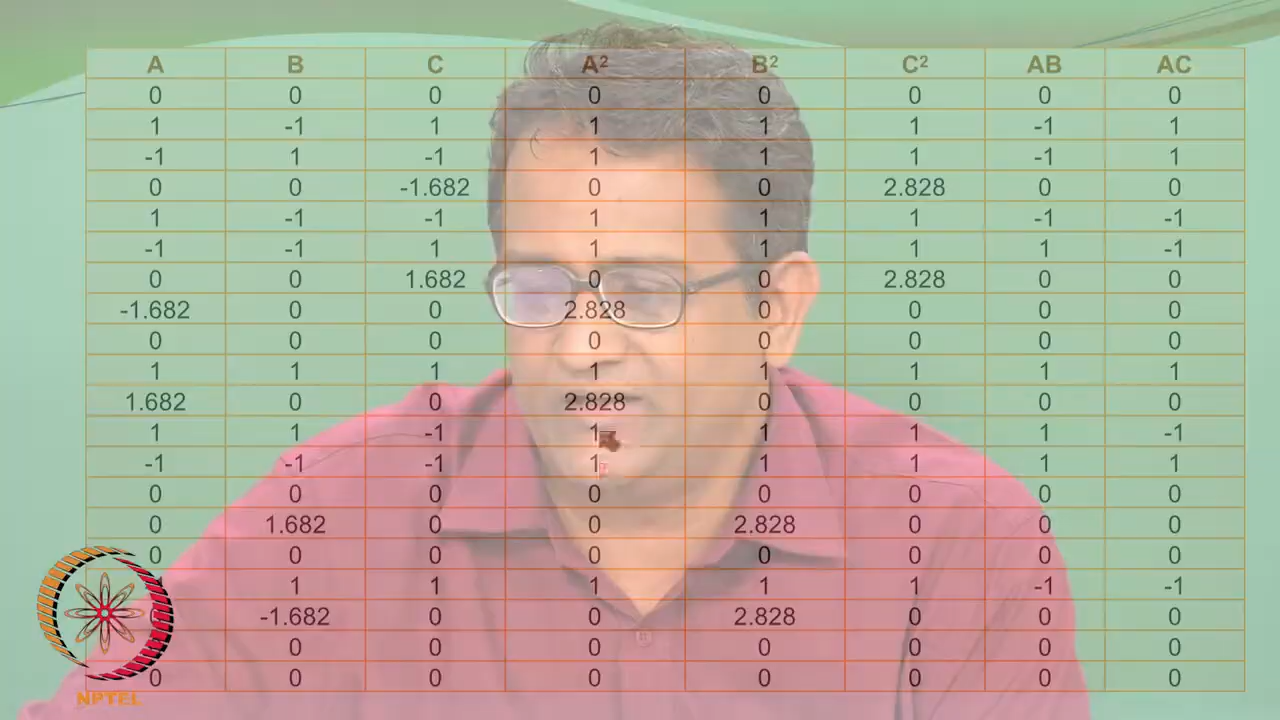 A B C A² B² C² AB AC
0 0 0 0 0 0 0 0
1 -1 1 1 1 1 -1 1
-1 1 -1 1 1 1 -1 1
0 0 -1.682 0 0 2.828 0 0
1 -1 -1 1 1 1 -1 -1
-1 -1 1 1 1 1 1 -1
0 0 1.682 0 0 2.828 0 0
-1.682 0 0 2.828 0 0 0 0
0 0 0 0 0 0 0 0
1 1 1 1 1 1 1 1
1.682 0 0 2.828 0 0 0 0
1 1 -1 1 1 1 1 -1
-1 -1 -1 1 1 1 1 1
0 0 0 0 0 0 0 0
0 1.682 0 0 2.828 0 0 0
0 0 0 0 0 0 0 0
1 1 1 1 1 -1 -1
-1.682 0 0 2.828 0 0 0
0 0 0 0 0 0 0
0 0 0 0 0 0 0 0
NPTEL